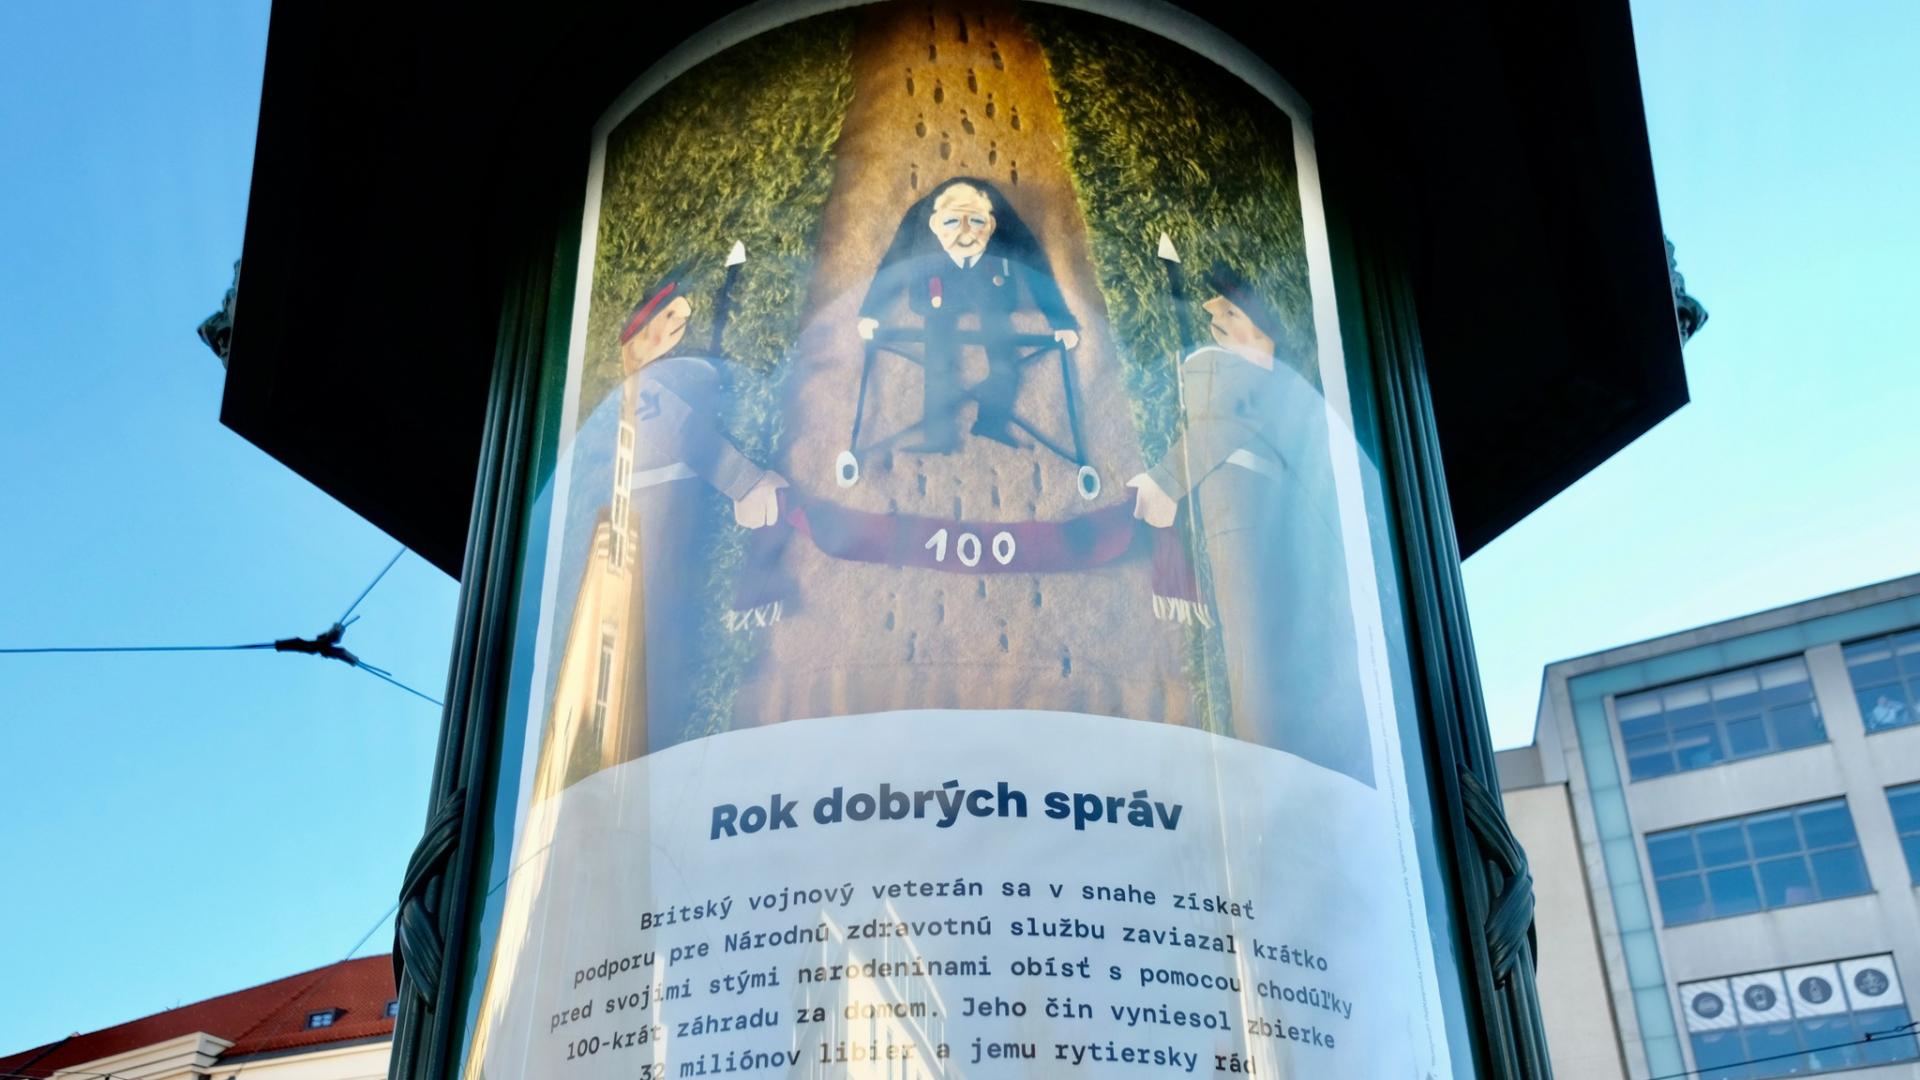 100
Rok dobrých správ
Britský vojnový veterán sa v snahe získať
podporu pre Národnú zdravotnú službu zaviazal krátko
pred svojimi stými narodeninami obísť s pomocou chodúľky
100-krát záhradu za domom. Jeho čin vyniesol zbierke
32 miliónov libier a jemu rytiersky rád